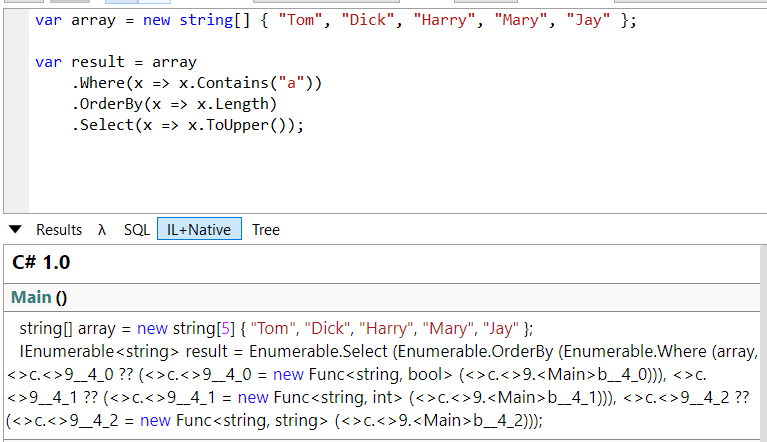 var array = new string[] { "Tom", "Dick", "Harry", "Mary", "Jay" };
var result = array
.Where(x => x.Contains("a"))
.OrderBy(x => x.Length)
.Select(x => x.ToUpper());
Results λ SQL IL+Native Tree
C# 1.0
Main ()
string[] array = new string[5] { "Tom", "Dick", "Harry", "Mary", "Jay" };
IEnumerable<string> result = Enumerable.Select (Enumerable.OrderBy (Enumerable.Where (array,
<>c.<>9__4_0 ?? (<>c.<>9__4_0 = new Func<string, bool> (<>c.<>9.<Main>b__4_0))), <>c.
<>9__4_1 ?? (<>c.<>9__4_1 = new Func<string, int> (<>c.<>9.<Main>b__4_1))), <>c.<>9__4_2 ??
(<>c.<>9__4_2 = new Func<string, string> (<>c.<>9.<Main>b__4_2)));